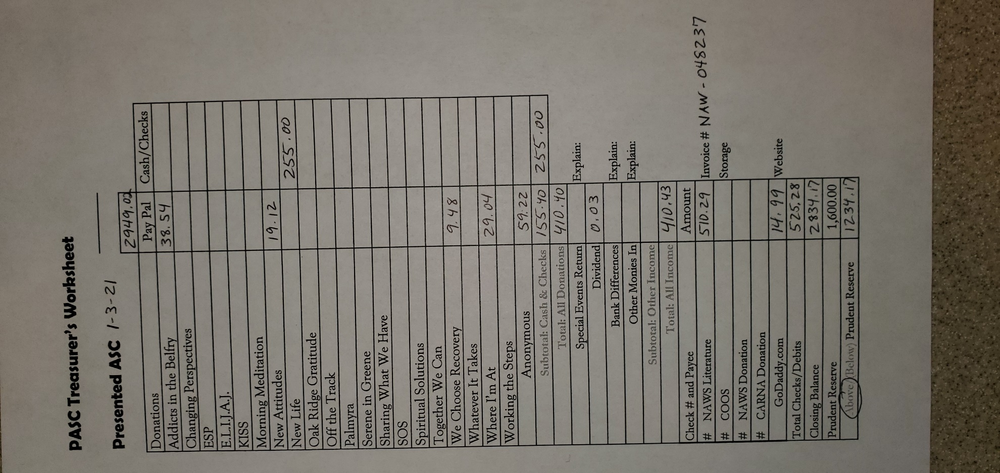 PASC Treasurer's Worksheet
Presented ASC 1-3-21
2949.02
Donations Pay Pal Cash/Checks
Addicts in the Belfry 38.54
Changing Perspectives
ESP
E.L.I.J.A.J.
KISS
Morning Meditation
New Attitudes 19.12
New Life 255.00
Oak Ridge Gratitude
Off the Track
Palmyra
Serene in Greene
Sharing What We Have
SOS
Spiritual Solutions
Together We Can
We Choose Recovery 9.48
Whatever It Takes
Where I'm At 29.04
Working the Steps
Anonymous 59.22
Subtotal: Cash & Checks 155.40 255.00
Total: All Donations 410.40
Special Events Return Explain:
Dividend 0.03
Bank Differences Explain:
Other Monies In Explain:
Subtotal: Other Income
Total: All Income 410.43
Check # and Payee Amount
# NAWS Literature 510.29 Invoice # NAW-048237
# COOS Storage
# NAWS Donation
# CARNA Donation
GoDaddy.com 14.99 Website
Total Checks/Debits 525.28
Closing Balance 2834.17
Prudent Reserve 1,600.00
(Above/(Below) Prudent Reserve 1234.17